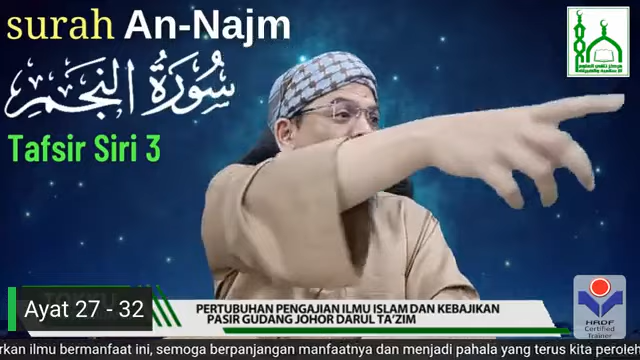 surah An-Najm
سُورَةُ النَّجْمِ
Tafsir Siri 3
Ayat 27 - 32
PERTUBUHAN PENGAJIAN ILMU ISLAM DAN KEBAJIKAN
PASIR GUDANG JOHOR DARUL TA'ZIM
HRDF
Certified
Trainer
rkan ilmu bermanfaat ini, semoga berpanjangan manfaatnya dan menjadi pahala yang terus kita peroleh